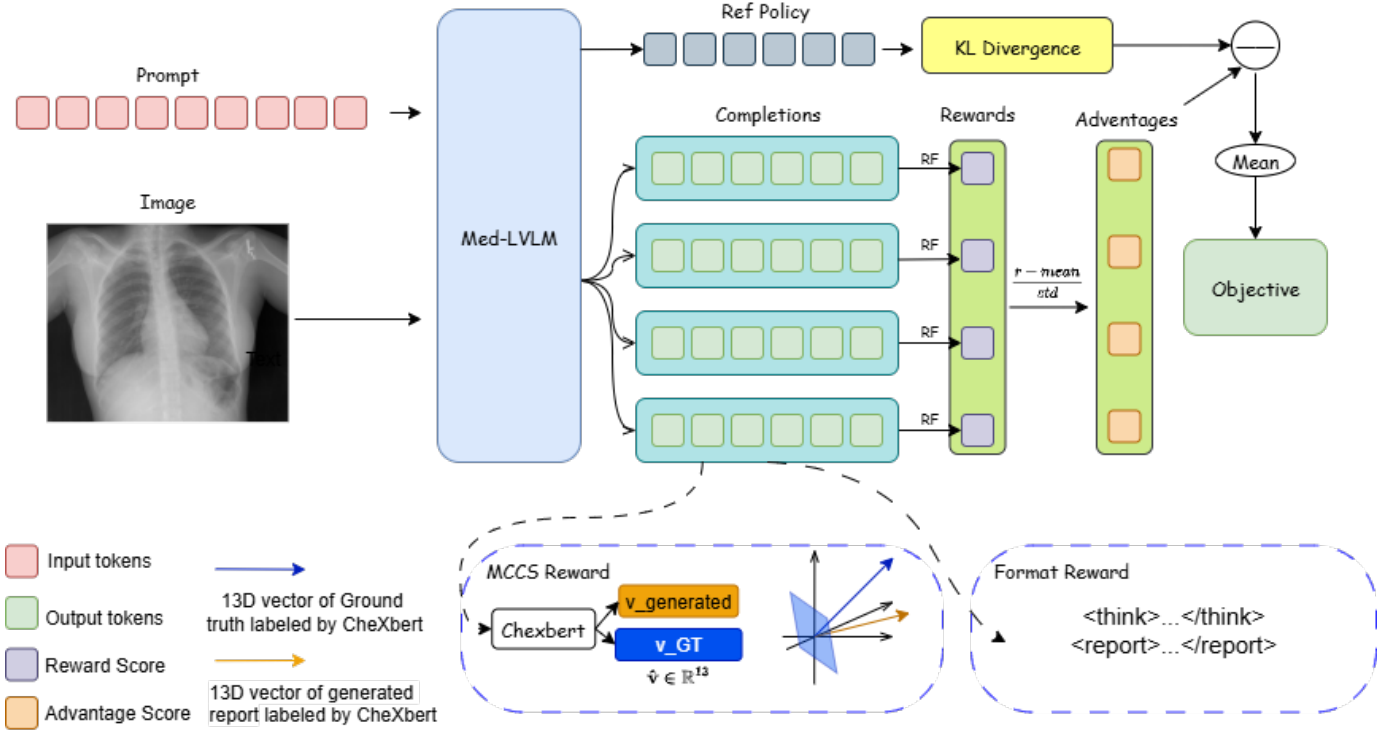 Ref Policy
KL Divergence
Prompt
Completions
Rewards
Adventages
RF
Mean
Image
Med-LVLM
RF
r - mean
std
Objective
RF
Text
RF
MCCS Reward
Format Reward
Input tokens
13D vector of Ground
truth labeled by CheXbert
v_generated
<think>...</think>
Output tokens
Chexbert
v_GT
<report>...</report>
Reward Score
v̂ ∈ ℝ¹³
13D vector of generated
report labeled by CheXbert
Advantage Score